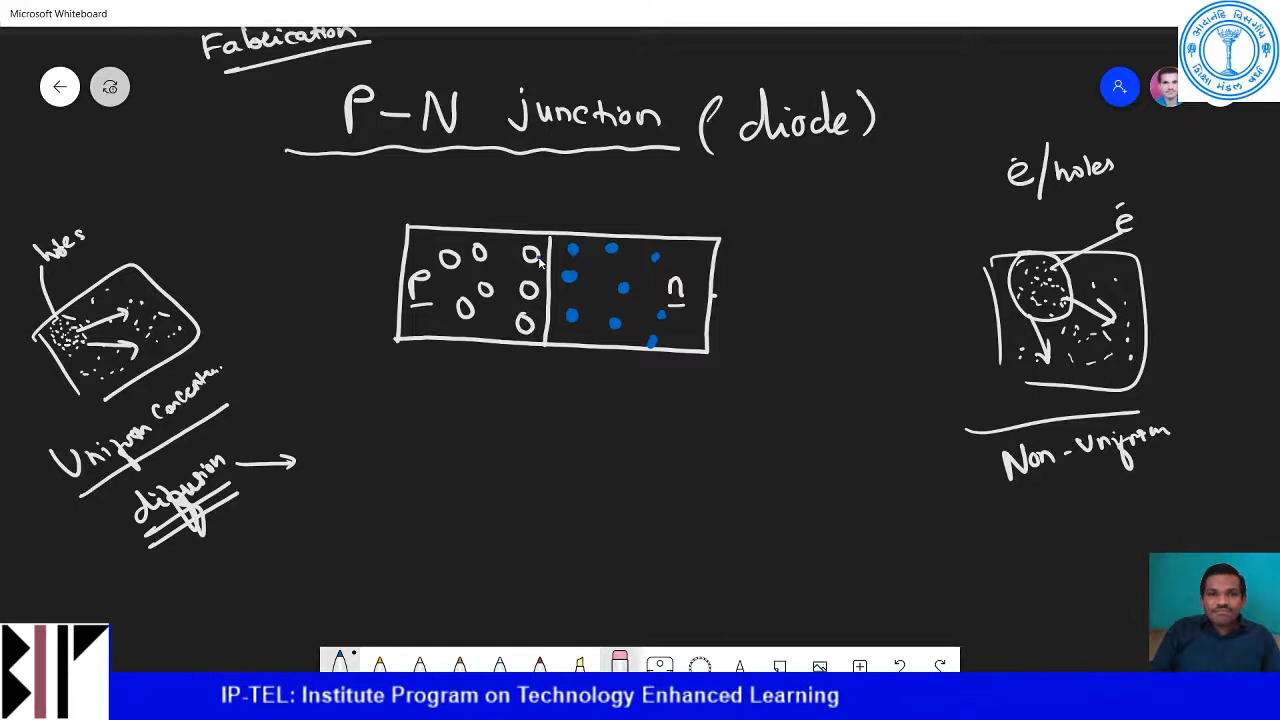 Microsoft Whiteboard
Fabrication
P-N junction (diode)
ē/holes
ē
holes
p
n
Uniform
diffusion →
Non-Uniform
BIT
IP-TEL: Institute Program on Technology Enhanced Learning